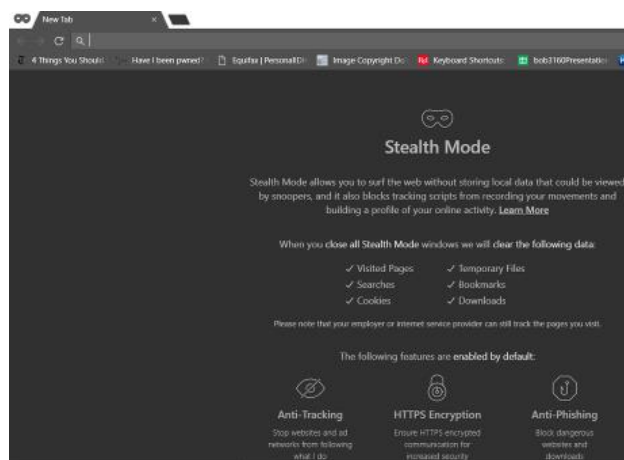 New Tab
4 Things You Should
Have I been pwned?
Equifax | Personal Di
Image Copyright Do
Keyboard Shortcuts
bob3160Presentation
Stealth Mode
Stealth Mode allows you to surf the web without storing local data that could be viewed
by snoopers, and it also blocks tracking scripts from recording your movements and
building a profile of your online activity. Learn More
When you close all Stealth Mode windows we will clear the following data:
✓ Visited Pages ✓ Temporary Files
✓ Searches ✓ Bookmarks
✓ Cookies ✓ Downloads
Please note that your employer or internet service provider can still track the pages you visit.
The following features are enabled by default:
Anti-Tracking HTTPS Encryption Anti-Phishing
Stop websites and ad Ensure HTTPS encrypted Block dangerous
networks from following communication for websites and
what I do increased security downloads